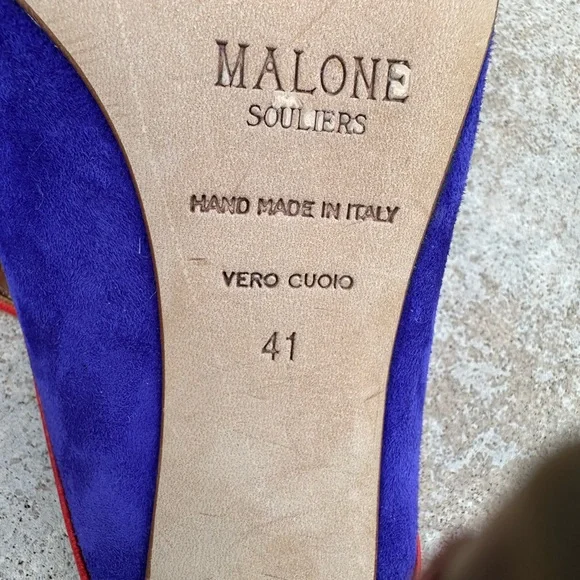 MALONE
SOULIERS
HAND MADE IN ITALY
VERO CUOIO
41